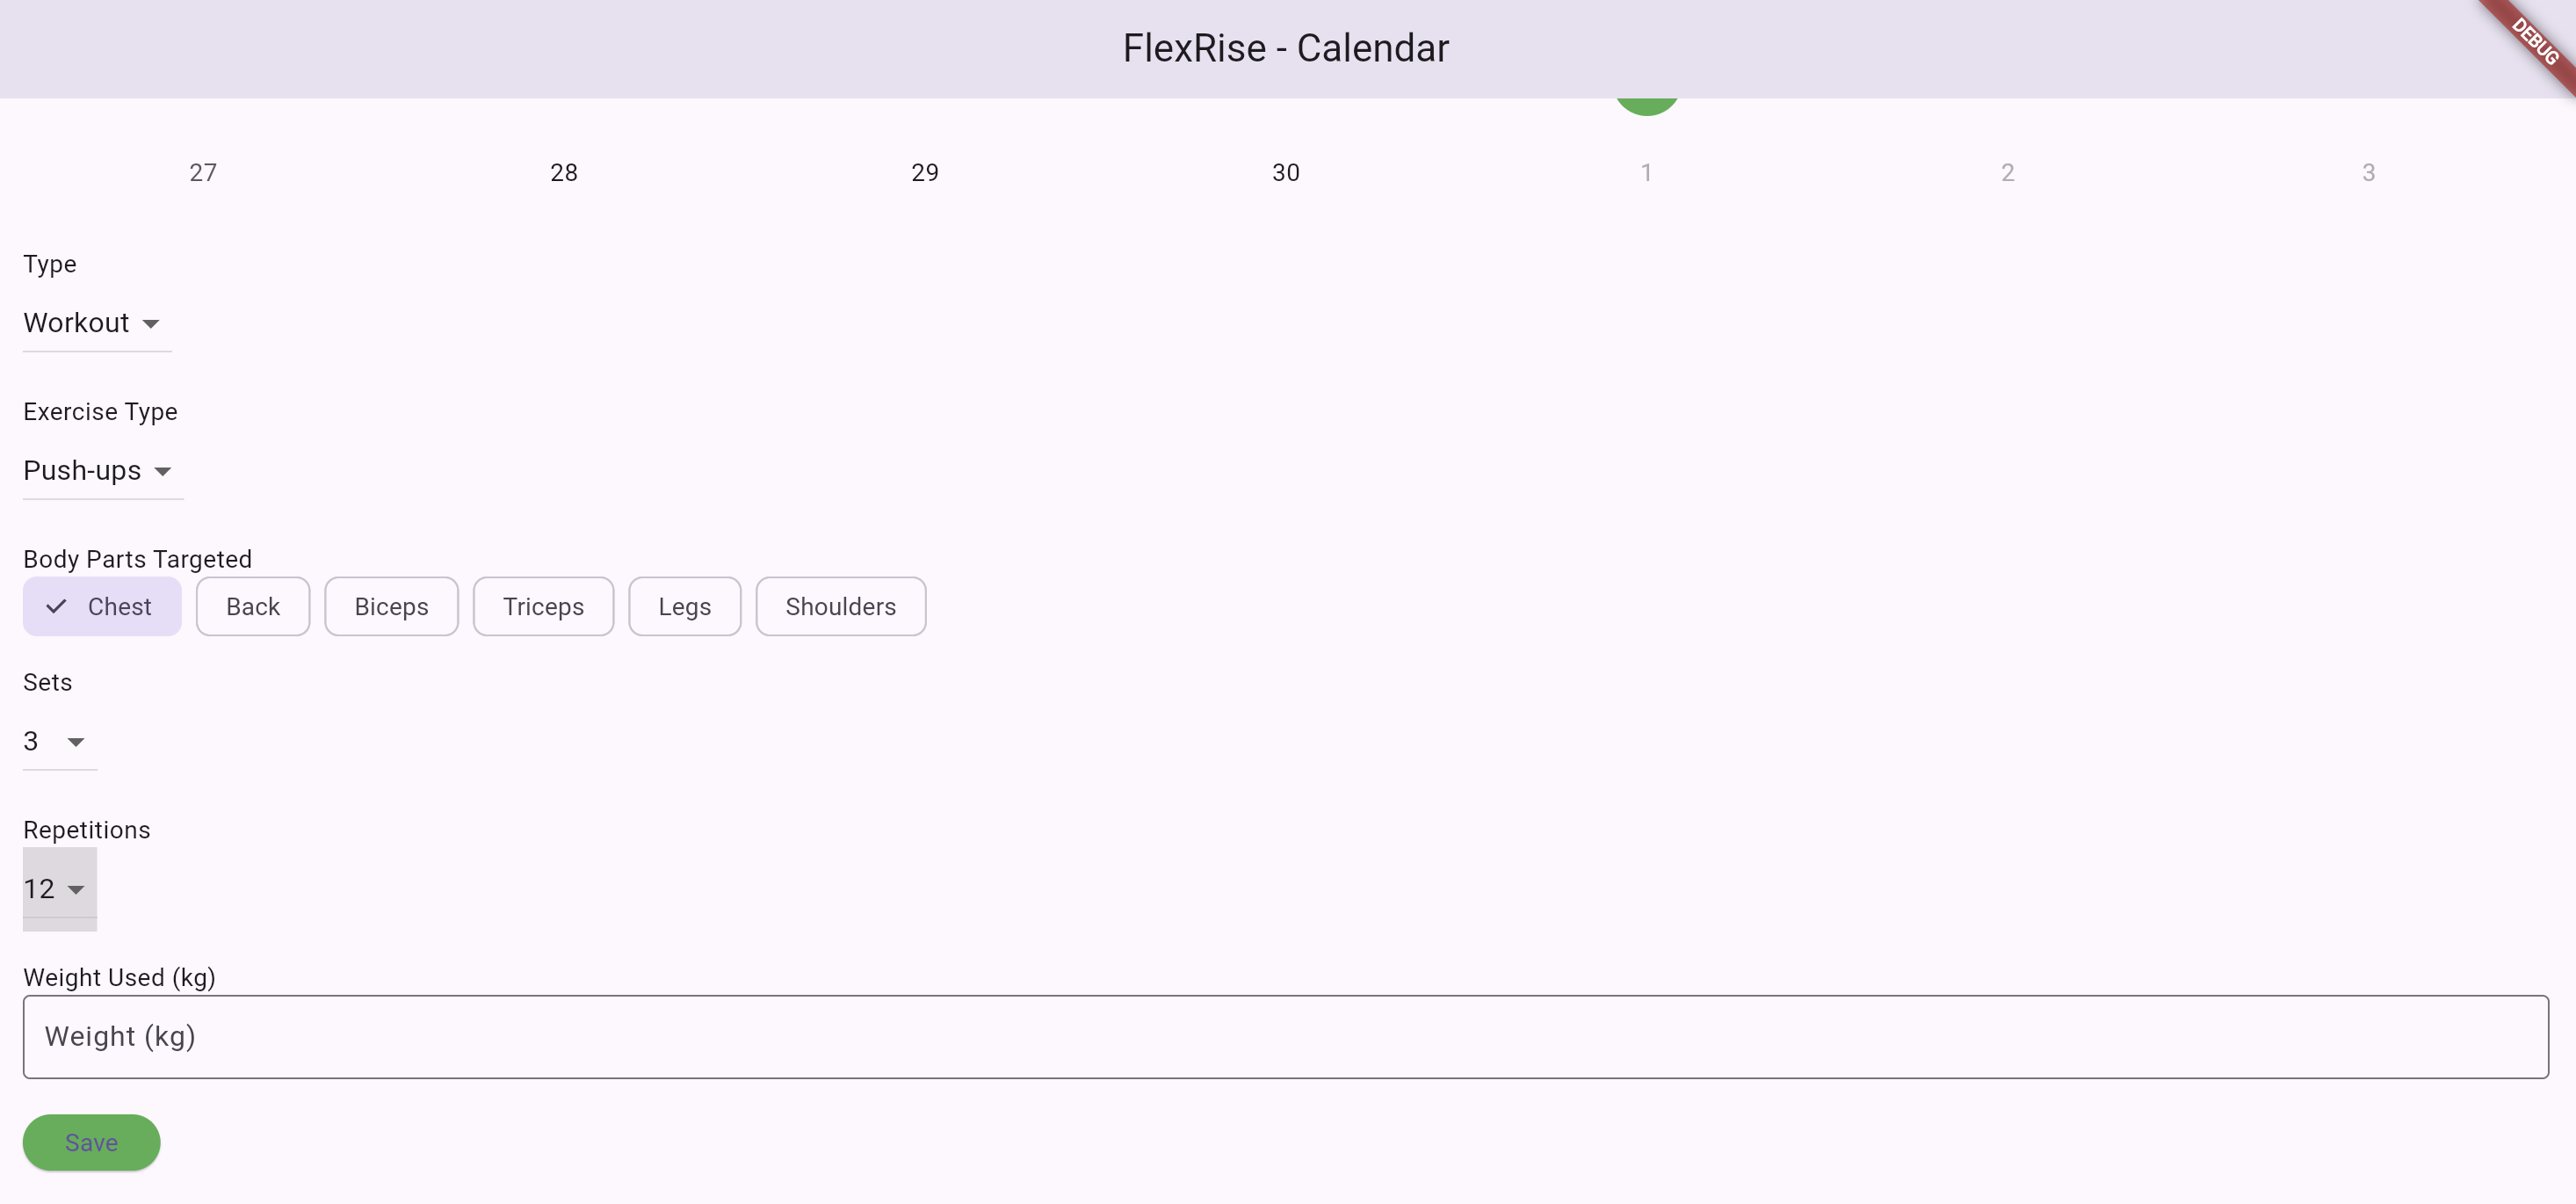 FlexRise - Calendar
DEBUG
27 28 29 30 1 2 3
Type
Workout
Exercise Type
Push-ups
Body Parts Targeted
Chest Back Biceps Triceps Legs Shoulders
Sets
3
Repetitions
12
Weight Used (kg)
Weight (kg)
Save